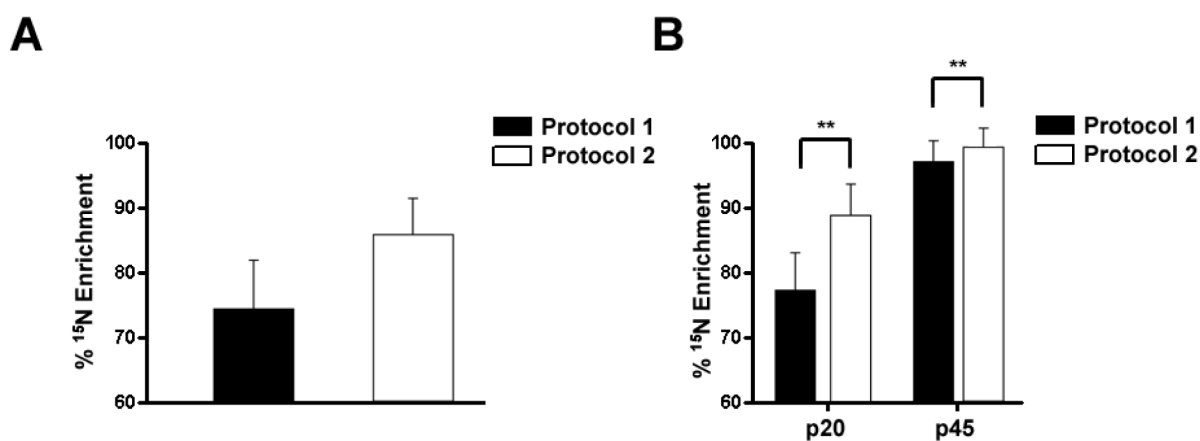 A
Protocol 1
Protocol 2
100
90
80
70
60
% ¹⁵N Enrichment
B
**
**
Protocol 1
Protocol 2
100
90
80
70
60
% ¹⁵N Enrichment
p20
p45